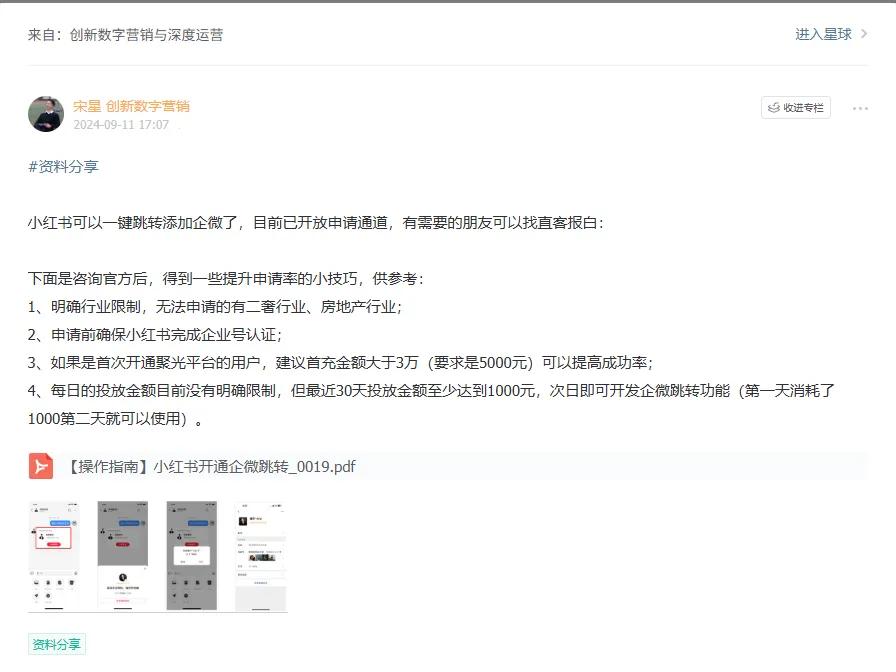 来自：创新数字营销与深度运营
进入星球
宋星 创新数字营销
2024-09-11 17:07
收进专栏
#资料分享
小红书可以一键跳转添加企微了，目前已开放申请通道，有需要的朋友可以找直客报白：
下面是咨询官方后，得到一些提升申请率的小技巧，供参考：
1、明确行业限制，无法申请的有二奢行业、房地产行业；
2、申请前确保小红书完成企业号认证；
3、如果是首次开通聚光平台的用户，建议首充金额大于3万（要求是5000元）可以提高成功率；
4、每日的投放金额目前没有明确限制，但最近30天投放金额至少达到1000元，次日即可开发企微跳转功能（第一天消耗了
1000第二天就可以使用）。
【操作指南】小红书开通企微跳转_0019.pdf
资料分享